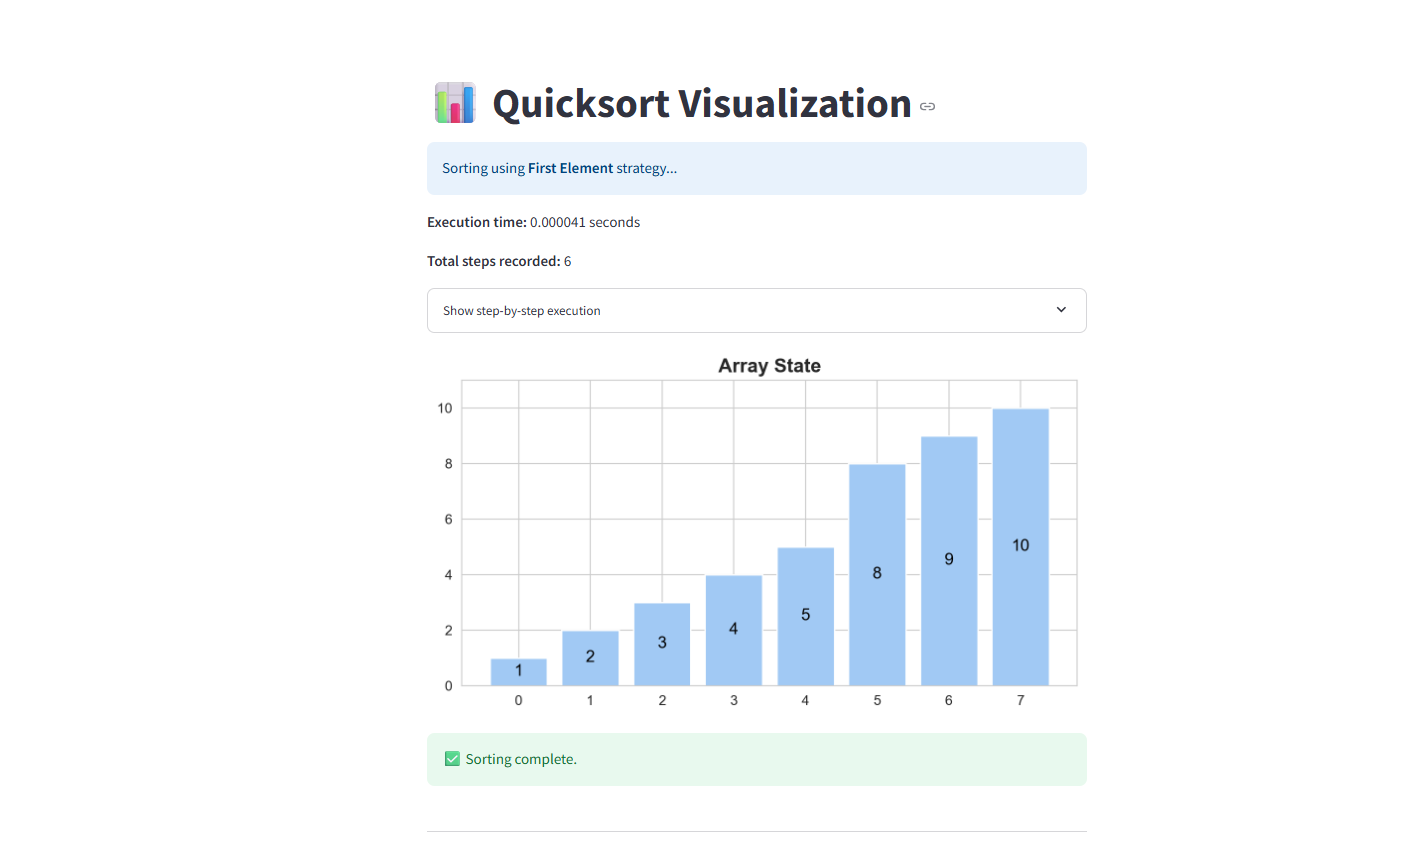 Quicksort Visualization
Sorting using First Element strategy...
Execution time: 0.000041 seconds
Total steps recorded: 6
Show step-by-step execution
Array State
10
8
6
4
2
0
1
2
3
4
5
8
9
10
0 1 2 3 4 5 6 7
Sorting complete.